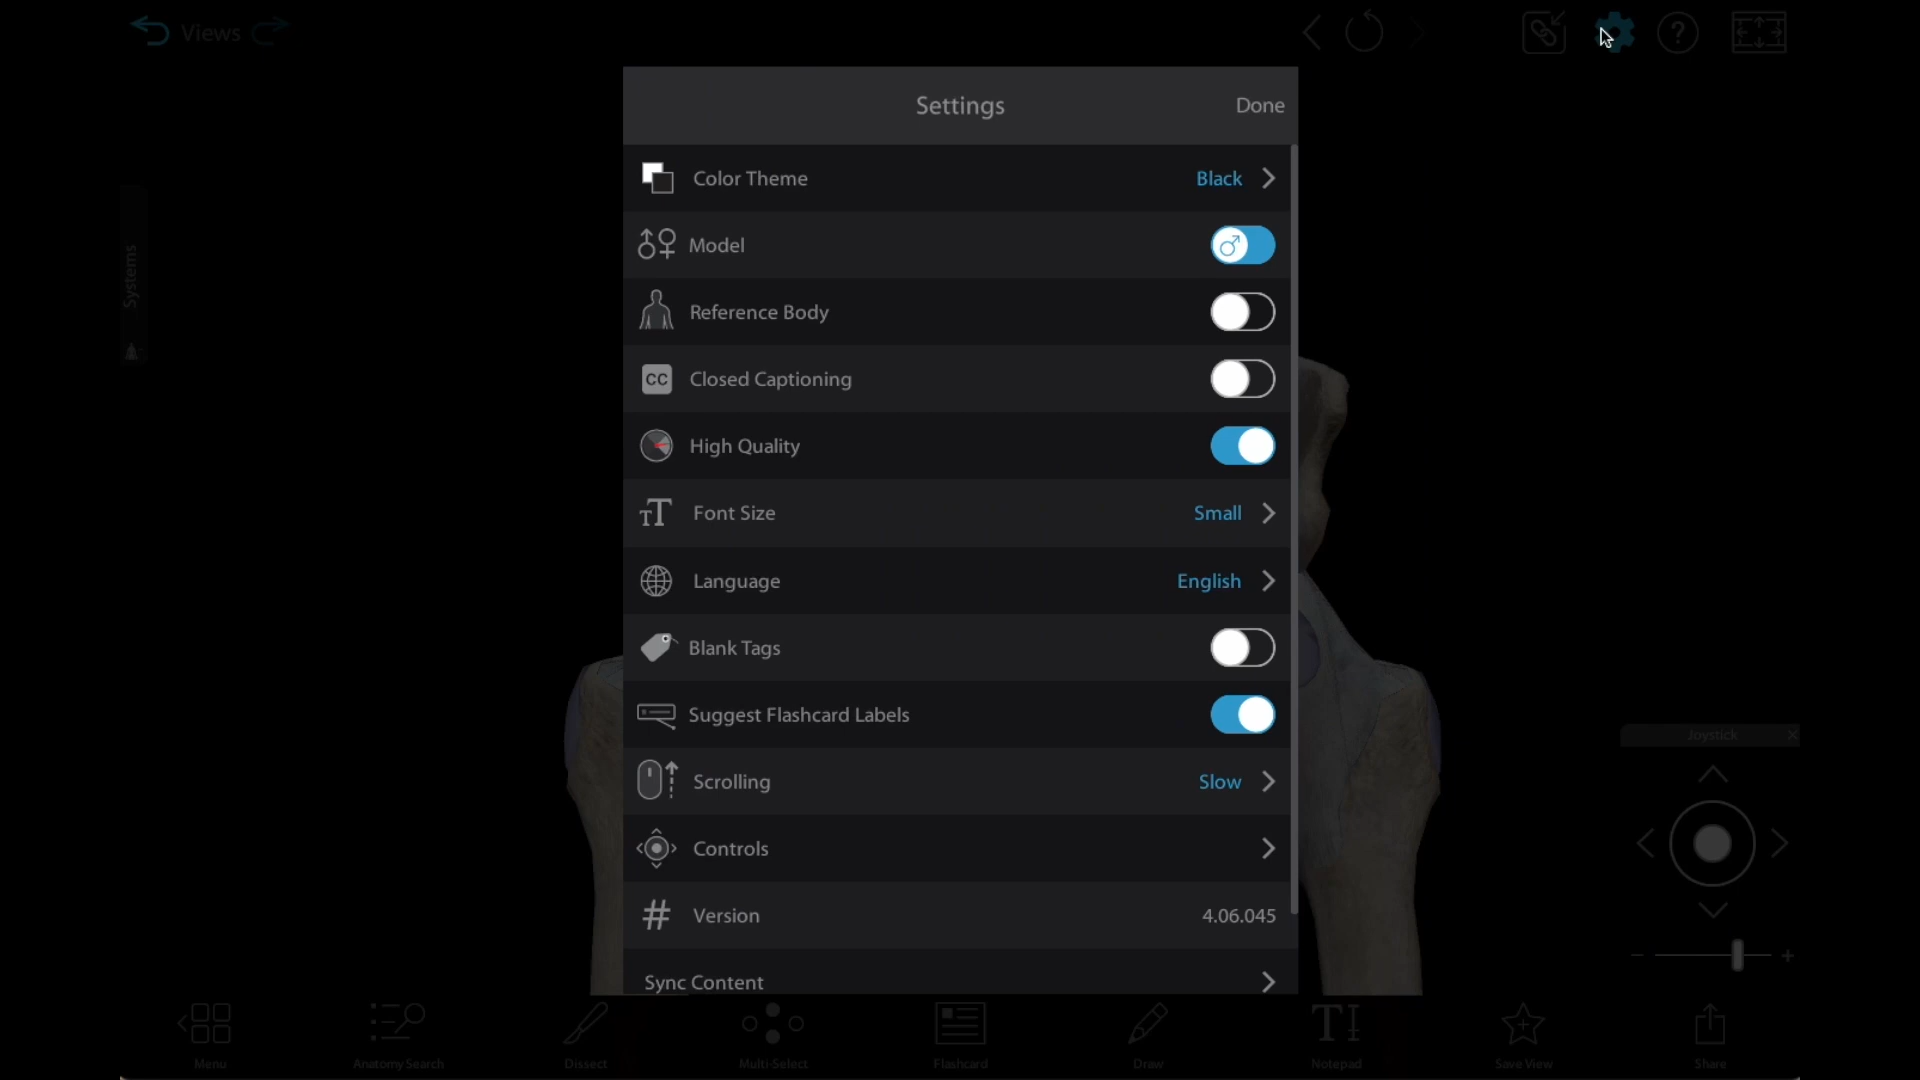 Views
Settings
Done
Color Theme
Black
Model
Reference Body
CC
Closed Captioning
High Quality
TT
Font Size
Small
Language
English
Blank Tags
Suggest Flashcard Labels
Scrolling
Slow
Controls
#
Version
4.06.045
Sync Content
Systems
Joystick
Menu
Anatomy Search
Dissect
Multi-Select
Flashcard
Draw
Notepad
Save View
Share